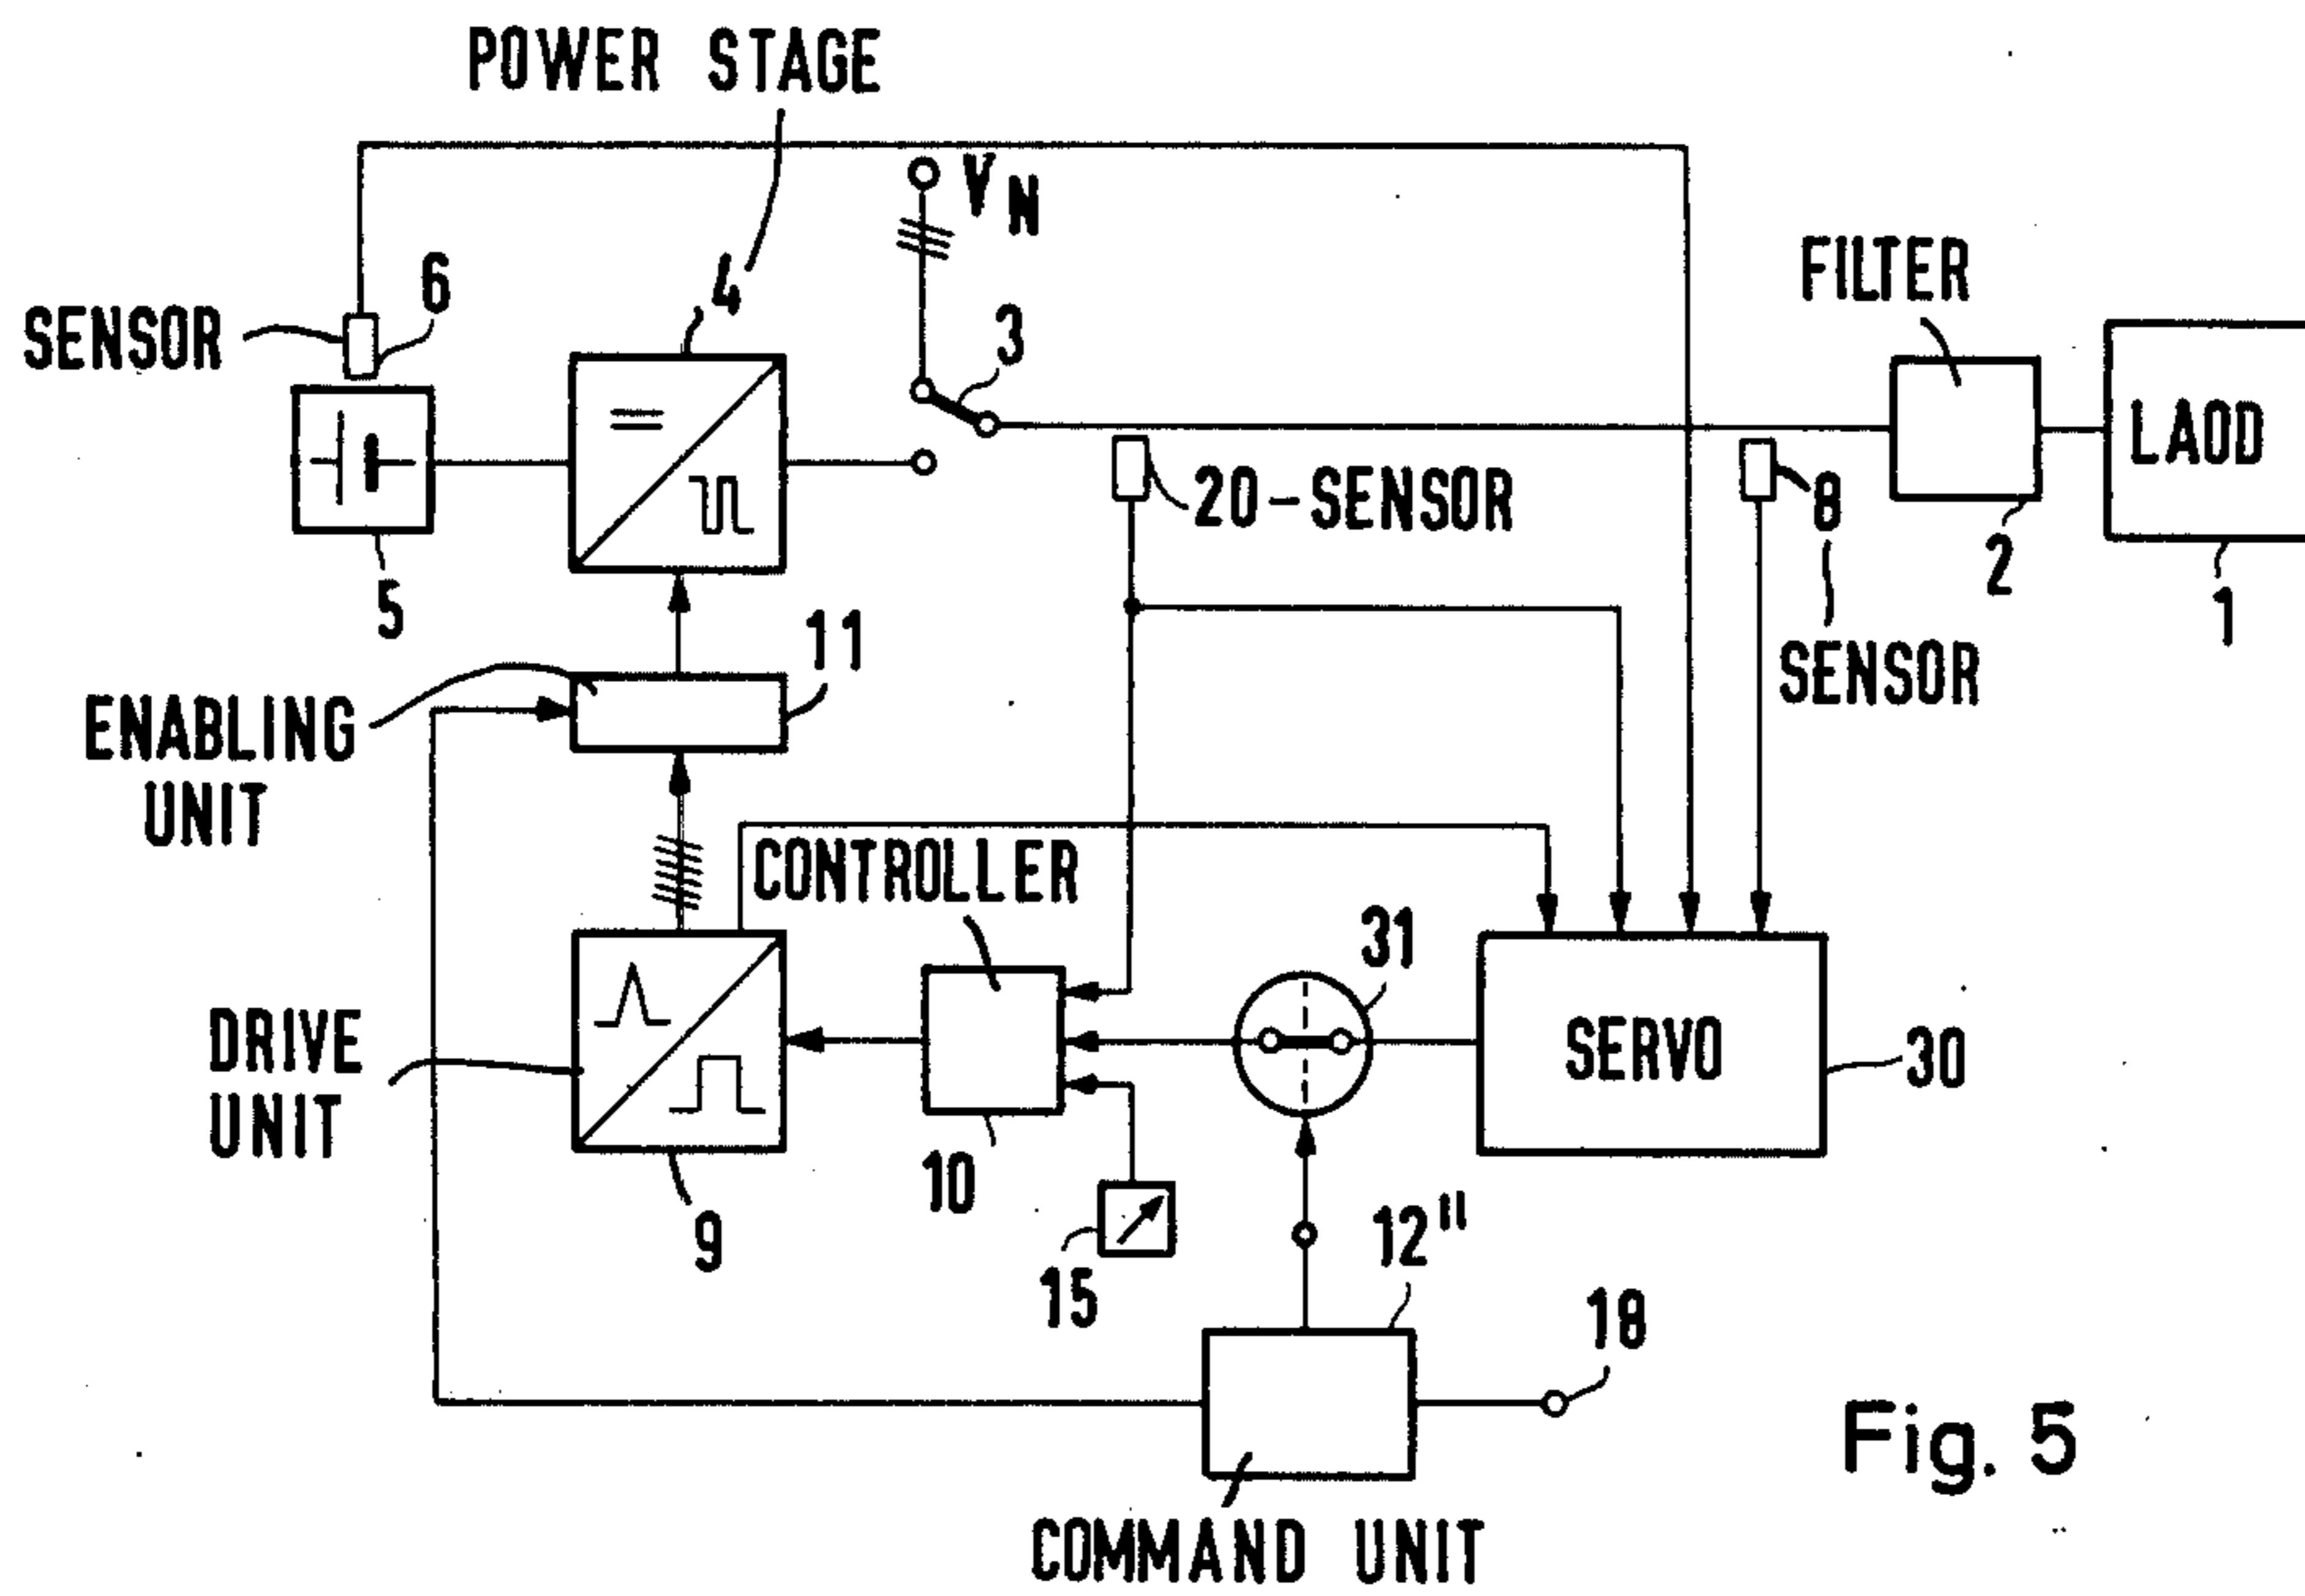 POWER STAGE
V N
FILTER
6
4
SENSOR
3
LAOD
20-SENSOR
8
2
5
1
11
SENSOR
ENABLING
UNIT
CONTROLLER
31
DRIVE
UNIT
SERVO
30
10
9
12"
15
18
Fig. 5
COMMAND UNIT